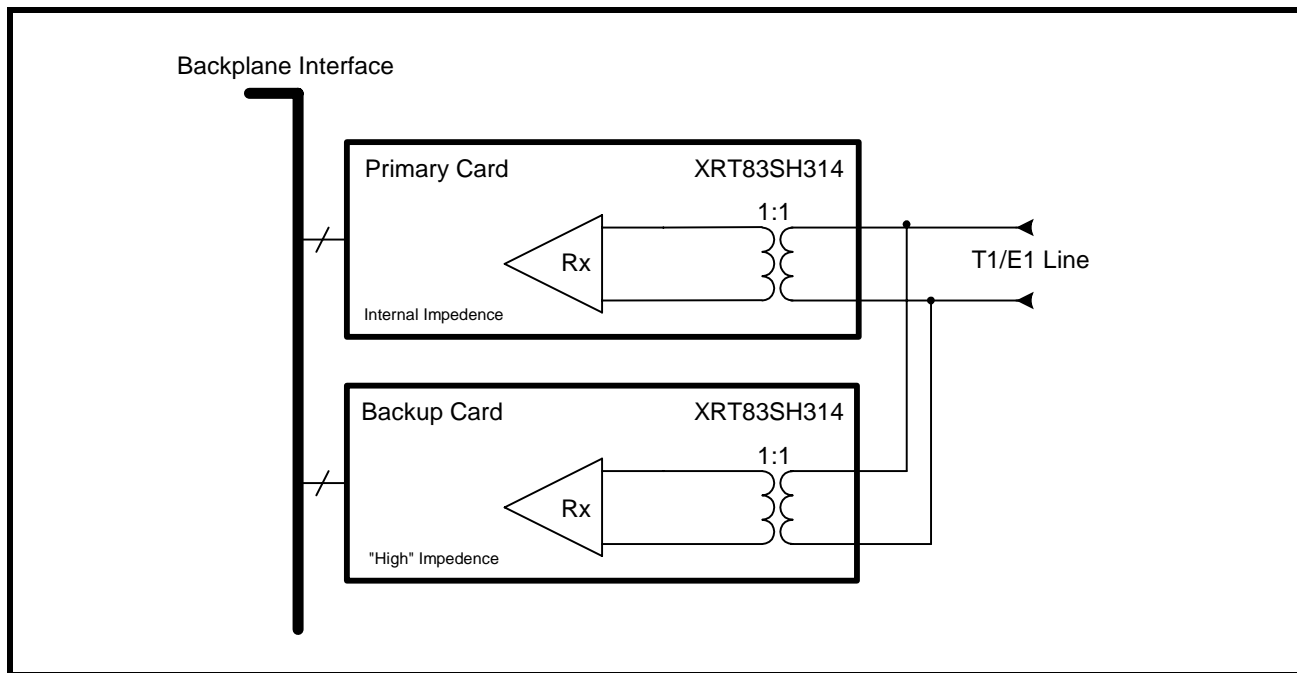 Backplane Interface
Primary Card XRT83SH314
1:1
Rx
T1/E1 Line
Internal Impedence
Backup Card XRT83SH314
1:1
Rx
"High" Impedence